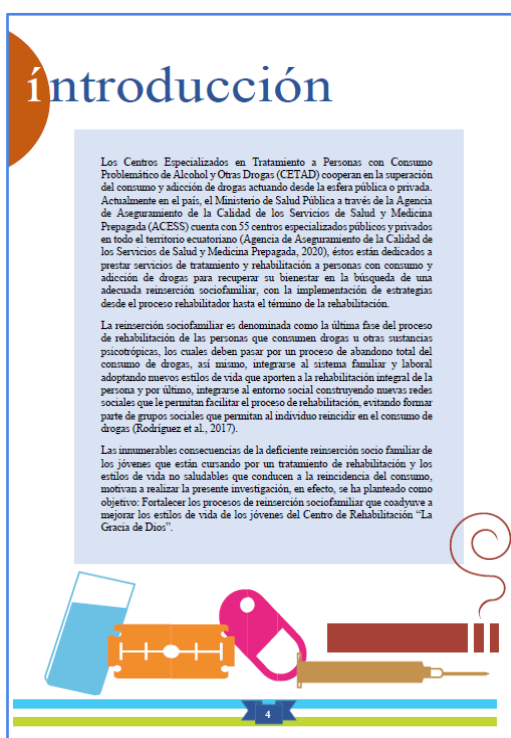 íntroducción
Los Centros Especializados en Tratamiento a Personas con Consumo
Problemático de Alcohol y Otras Drogas (CETAD) cooperan en la superación
del consumo y adicción de drogas actuando desde la esfera pública o privada.
Actualmente en el país, el Ministerio de Salud Pública a través de la Agencia
de Aseguramiento de la Calidad de los Servicios de Salud y Medicina
Prepagada (ACESS) cuenta con 55 centros especializados públicos y privados
en todo el territorio ecuatoriano (Agencia de Aseguramiento de la Calidad de
los Servicios de Salud y Medicina Prepagada, 2020), éstos están dedicados a
prestar servicios de tratamiento y rehabilitación a personas con consumo y
adicción de drogas para recuperar su bienestar en la búsqueda de una
adecuada reinserción sociofamiliar, con la implementación de estrategias
desde el proceso rehabilitador hasta el término de la rehabilitación.
La reinserción sociofamiliar es denominada como la última fase del proceso
de rehabilitación de las personas que consumen drogas u otras sustancias
psicotrópicas, los cuales deben pasar por un proceso de abandono total del
consumo de drogas, así mismo, integrarse al sistema familiar y laboral
adoptando nuevos estilos de vida que aporten a la rehabilitación integral de la
persona y por último, integrarse al entorno social construyendo nuevas redes
sociales que le permitan facilitar el proceso de rehabilitación, evitando formar
parte de grupos sociales que permitan al individuo reincidir en el consumo de
drogas (Rodríguez et al., 2017).
Las innumerables consecuencias de la deficiente reinserción socio familiar de
los jóvenes que están cursando por un tratamiento de rehabilitación y los
estilos de vida no saludables que conducen a la reincidencia del consumo,
motivan a realizar la presente investigación, en efecto, se ha planteado como
objetivo: Fortalecer los procesos de reinserción sociofamiliar que coadyuve a
mejorar los estilos de vida de los jóvenes del Centro de Rehabilitación “La
Gracia de Dios”.
4